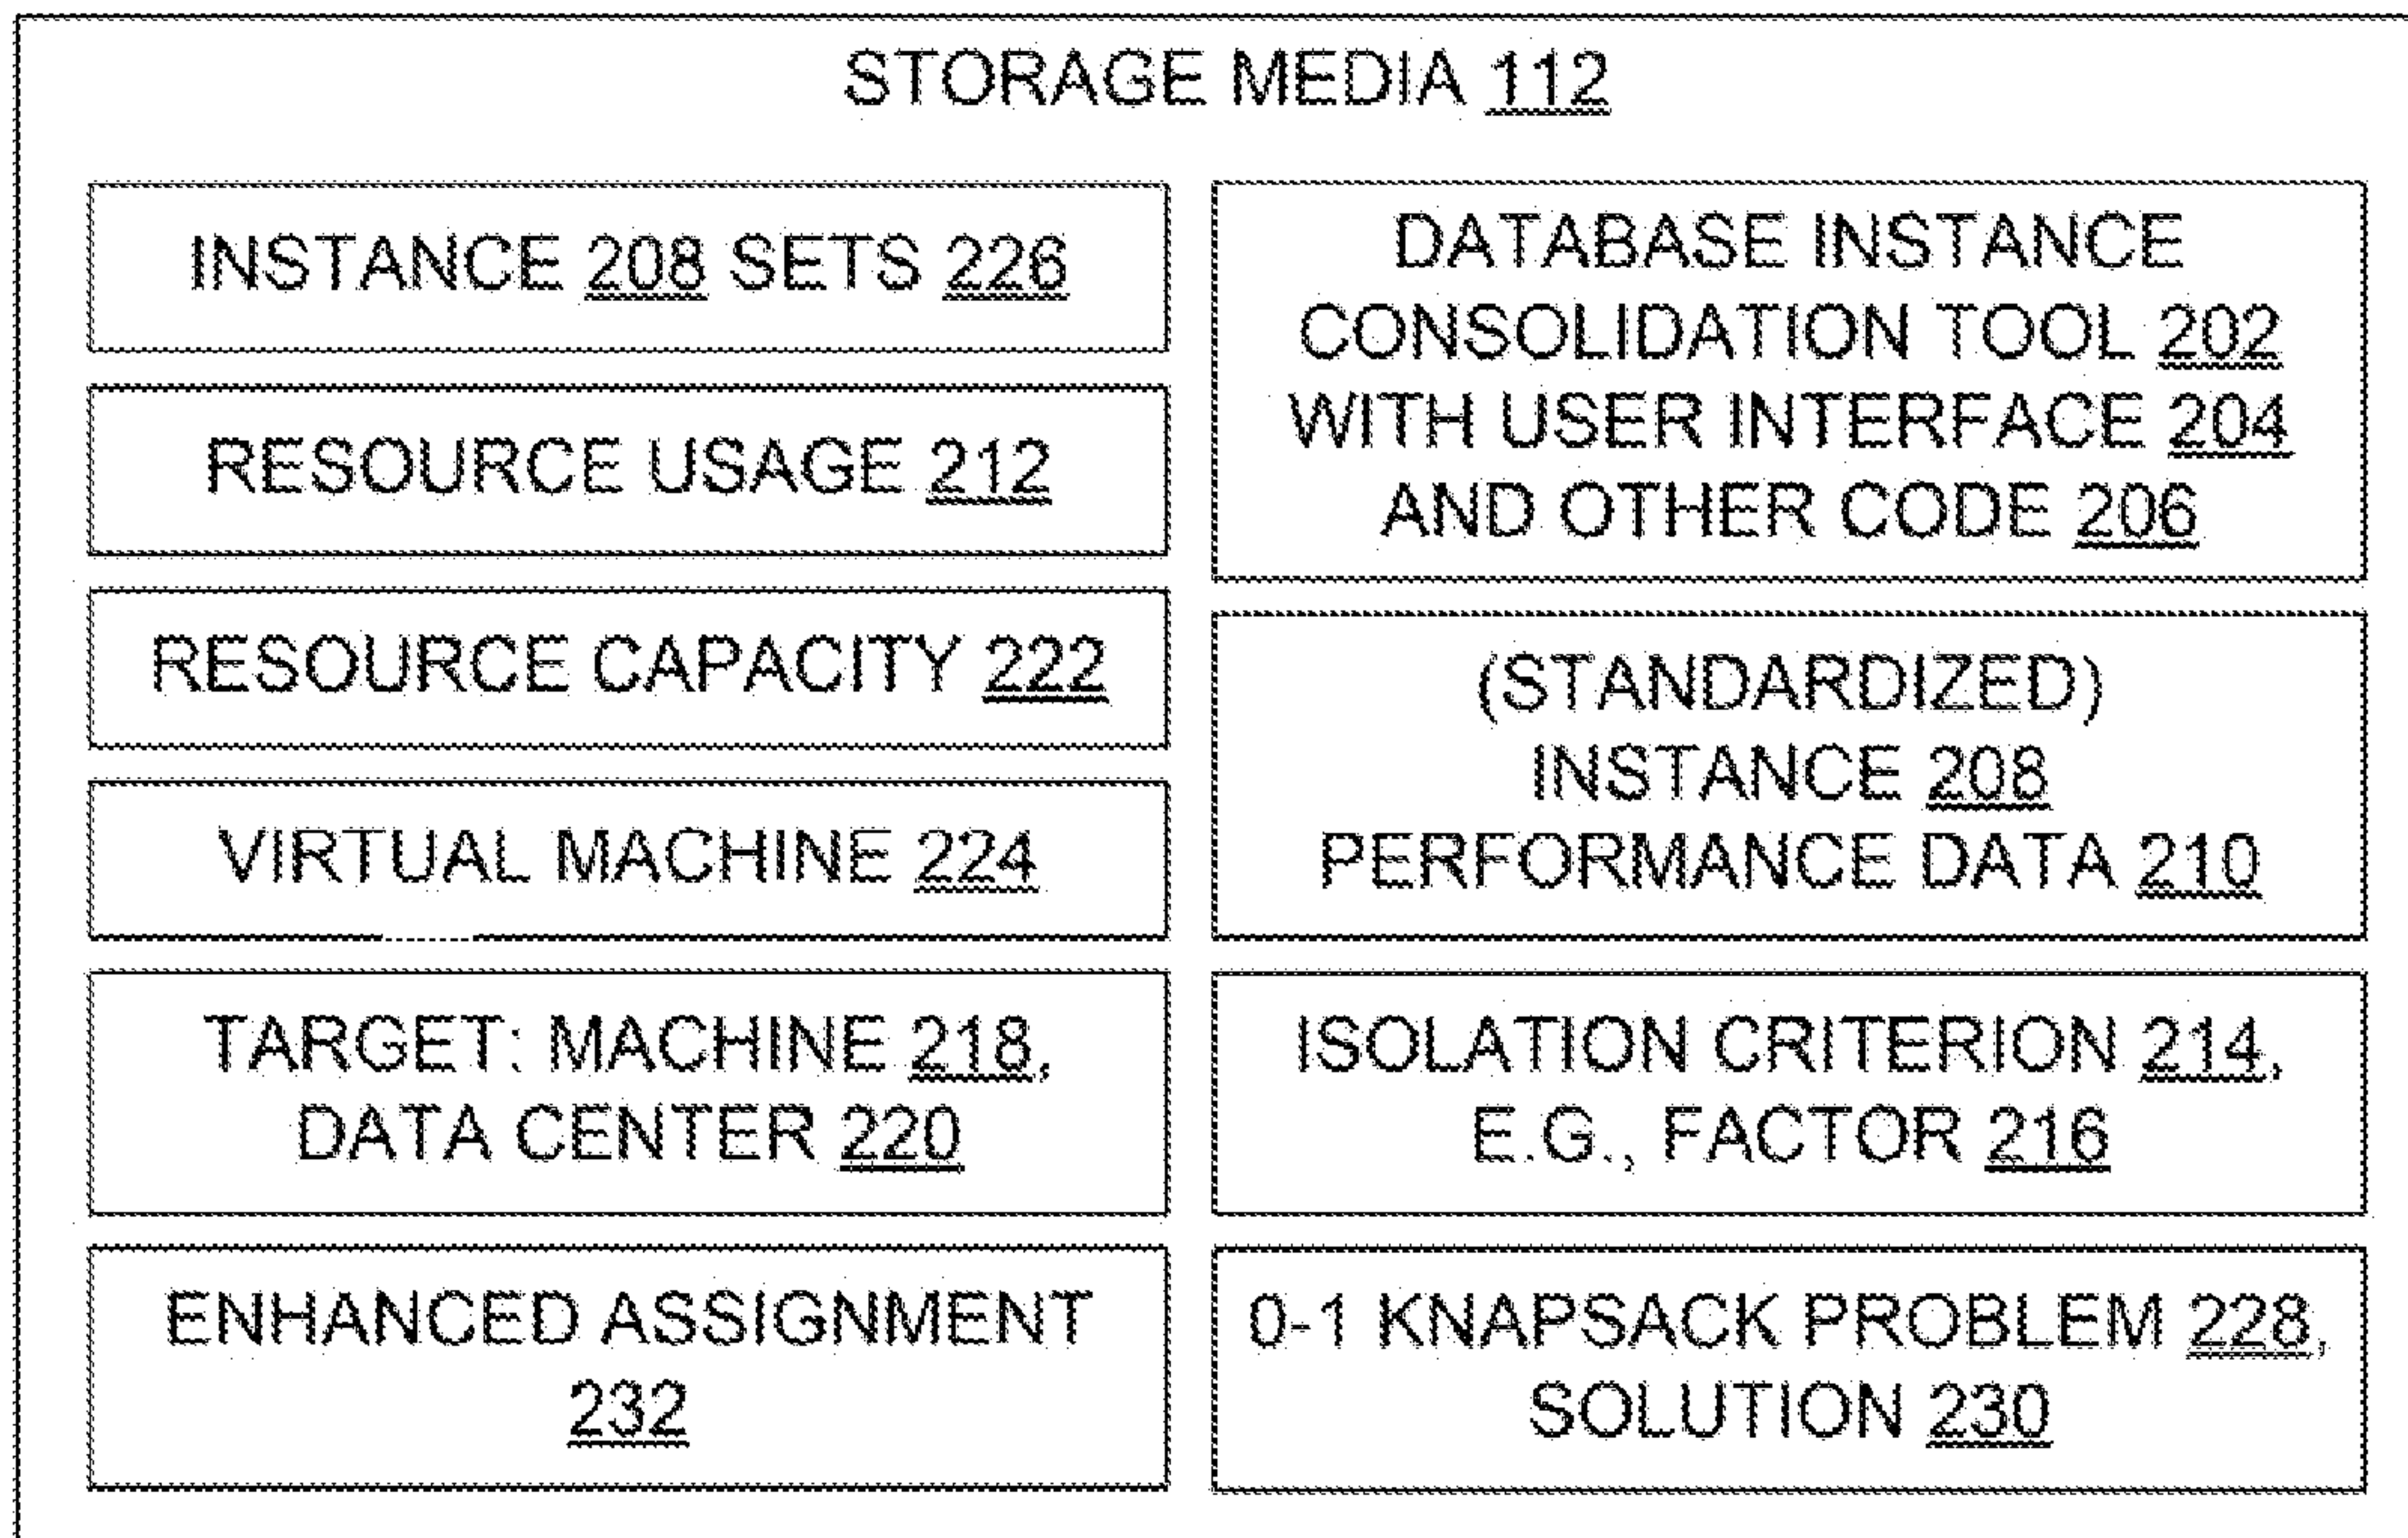 STORAGE MEDIA 112
INSTANCE 208 SETS 226
RESOURCE USAGE 212
RESOURCE CAPACITY 222
VIRTUAL MACHINE 224
TARGET: MACHINE 218,
DATA CENTER 220
ENHANCED ASSIGNMENT
232
DATABASE INSTANCE
CONSOLIDATION TOOL 202
WITH USER INTERFACE 204
AND OTHER CODE 206
(STANDARDIZED)
INSTANCE 208
PERFORMANCE DATA 210
ISOLATION CRITERION 214,
E.G., FACTOR 216
0-1 KNAPSACK PROBLEM 228,
SOLUTION 230